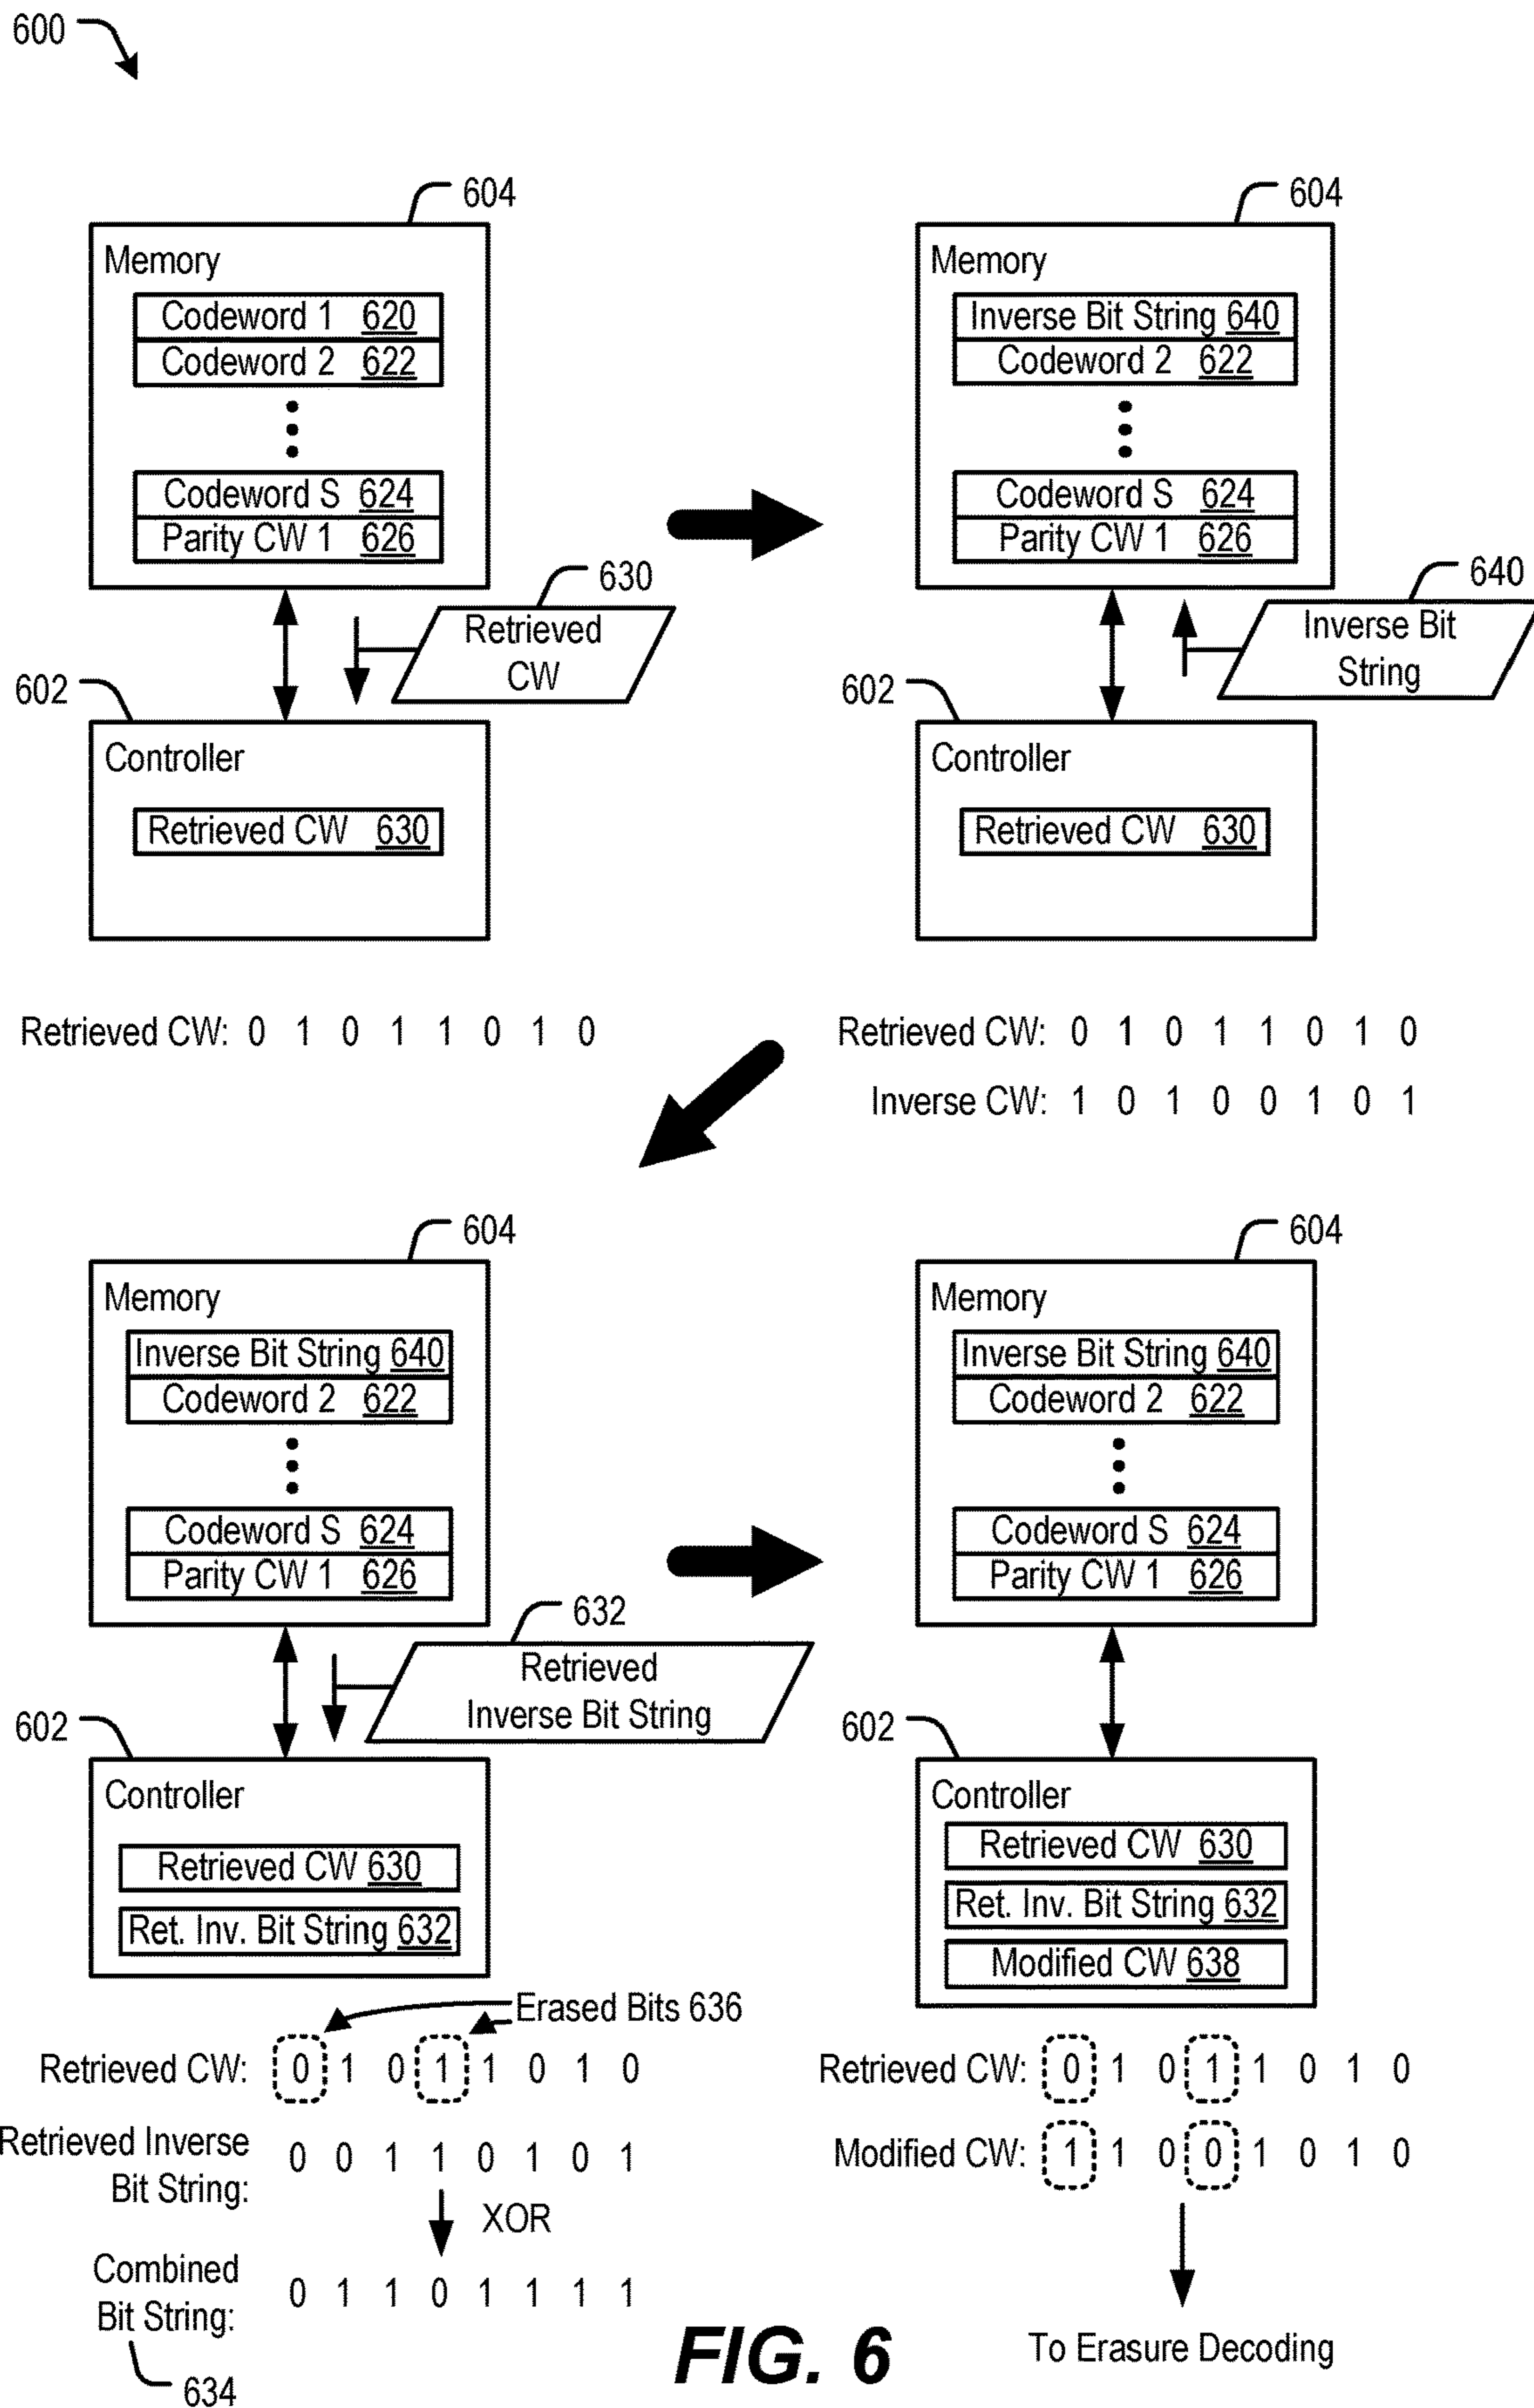 600
604
Memory
Codeword 1 620
Codeword 2 622
Codeword S 624
Parity CW 1 626
630
Retrieved
CW
602
Controller
Retrieved CW 630
Retrieved CW: 0 1 0 1 1 0 1 0
604
Memory
Inverse Bit String 640
Codeword 2 622
Codeword S 624
Parity CW 1 626
640
Inverse Bit
String
602
Controller
Retrieved CW 630
Retrieved CW: 0 1 0 1 1 0 1 0
Inverse CW: 1 0 1 0 0 1 0 1
604
Memory
Inverse Bit String 640
Codeword 2 622
Codeword S 624
Parity CW 1 626
632
Retrieved
Inverse Bit String
602
Controller
Retrieved CW 630
Ret. Inv. Bit String 632
Erased Bits 636
Retrieved CW: 0 1 0 1 1 0 1 0
Retrieved Inverse
Bit String: 0 0 1 1 0 1 0 1
XOR
Combined
Bit String: 0 1 1 0 1 1 1 1
634
604
Memory
Inverse Bit String 640
Codeword 2 622
Codeword S 624
Parity CW 1 626
602
Controller
Retrieved CW 630
Ret. Inv. Bit String 632
Modified CW 638
Retrieved CW: 0 1 0 1 1 0 1 0
Modified CW: 1 1 0 0 1 0 1 0
To Erasure Decoding
FIG. 6